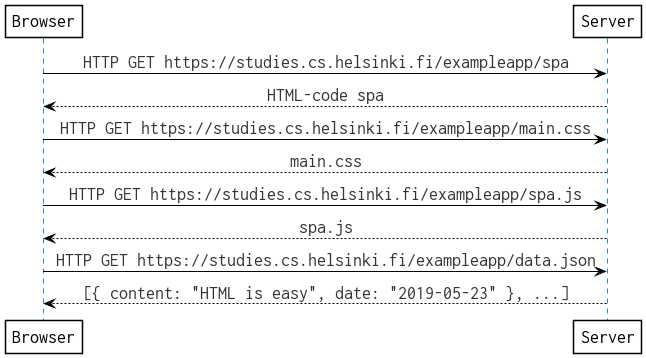 Browser
Server
HTTP GET https://studies.cs.helsinki.fi/exampleapp/spa
HTML-code spa
HTTP GET https://studies.cs.helsinki.fi/exampleapp/main.css
main.css
HTTP GET https://studies.cs.helsinki.fi/exampleapp/spa.js
spa.js
HTTP GET https://studies.cs.helsinki.fi/exampleapp/data.json
[{ content: "HTML is easy", date: "2019-05-23" }, ...]
Browser
Server